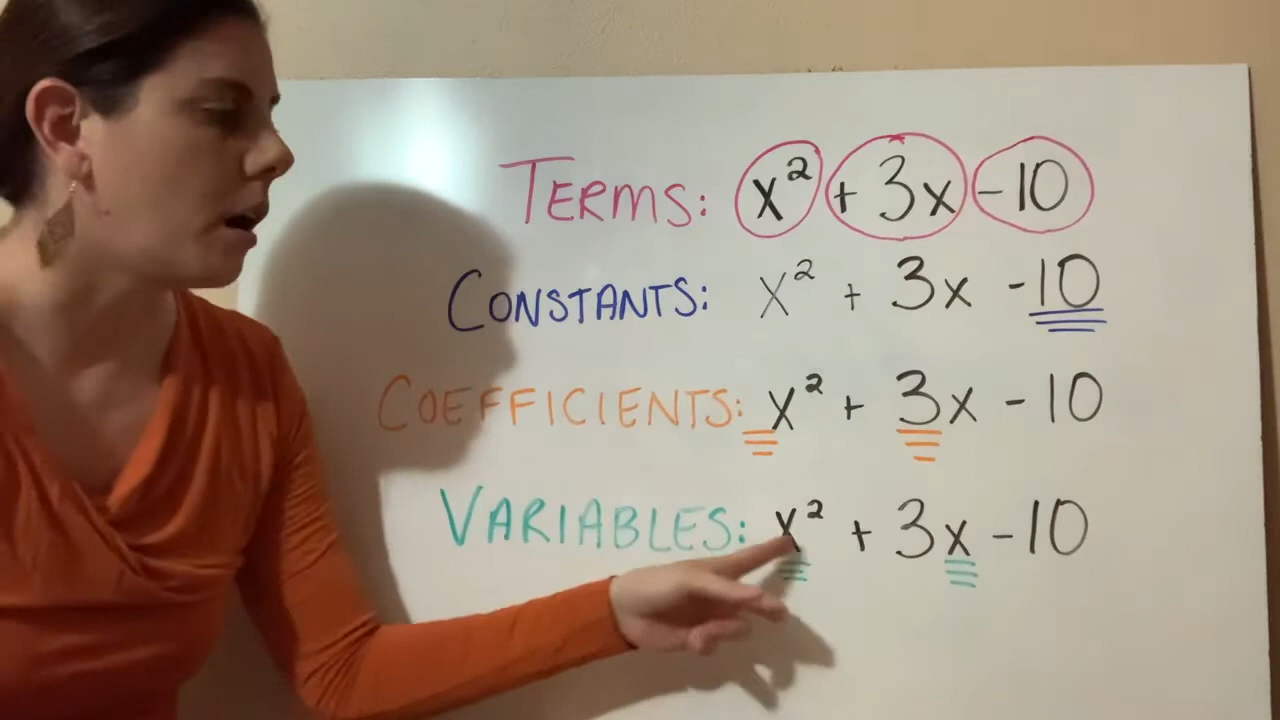 TERMS: x² + 3x - 10
CONSTANTS: x² + 3x - 10
COEFFICIENTS: x² + 3x - 10
VARIABLES: x² + 3x - 10